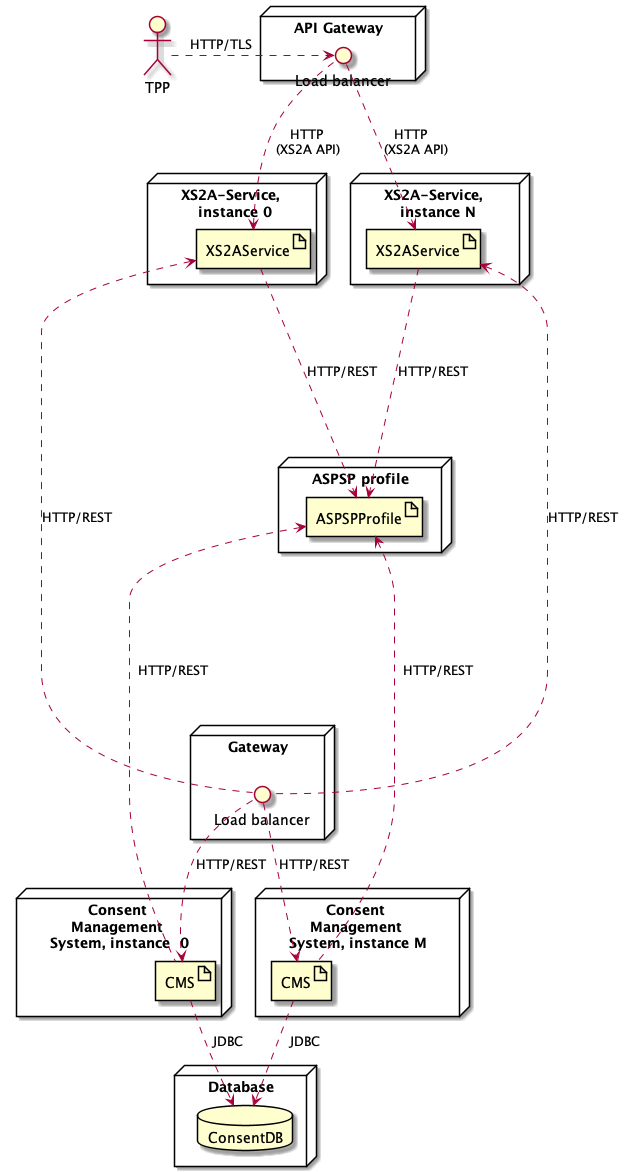 API Gateway
HTTP/TLS
TPP
Load balancer
HTTP
(XS2A API)
HTTP
(XS2A API)
XS2A-Service,
instance 0
XS2AService
XS2A-Service,
instance N
XS2AService
HTTP/REST
HTTP/REST
ASPSP profile
ASPSPProfile
HTTP/REST
HTTP/REST
HTTP/REST
HTTP/REST
Gateway
Load balancer
HTTP/REST
HTTP/REST
Consent
Management
System, instance 0
CMS
Consent
Management
System, instance M
CMS
JDBC
JDBC
Database
ConsentDB